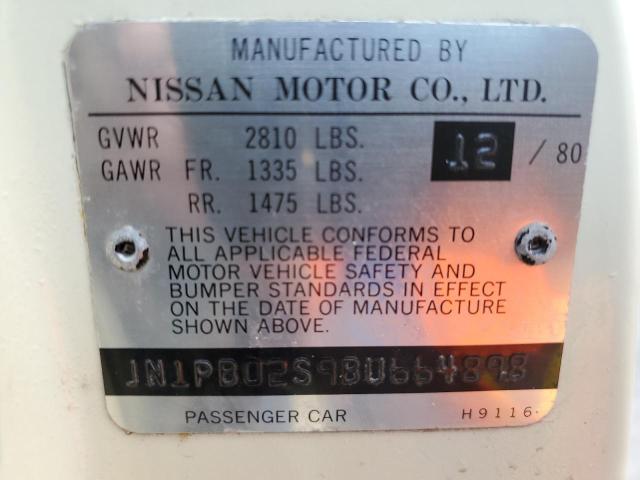 MANUFACTURED BY
NISSAN MOTOR CO., LTD.
GVWR 2810 LBS.
12 / 80
GAWR FR. 1335 LBS.
RR. 1475 LBS.
THIS VEHICLE CONFORMS TO
ALL APPLICABLE FEDERAL
MOTOR VEHICLE SAFETY AND
BUMPER STANDARDS IN EFFECT
ON THE DATE OF MANUFACTURE
SHOWN ABOVE.
JN1PB02S9BU664898
PASSENGER CAR H9116